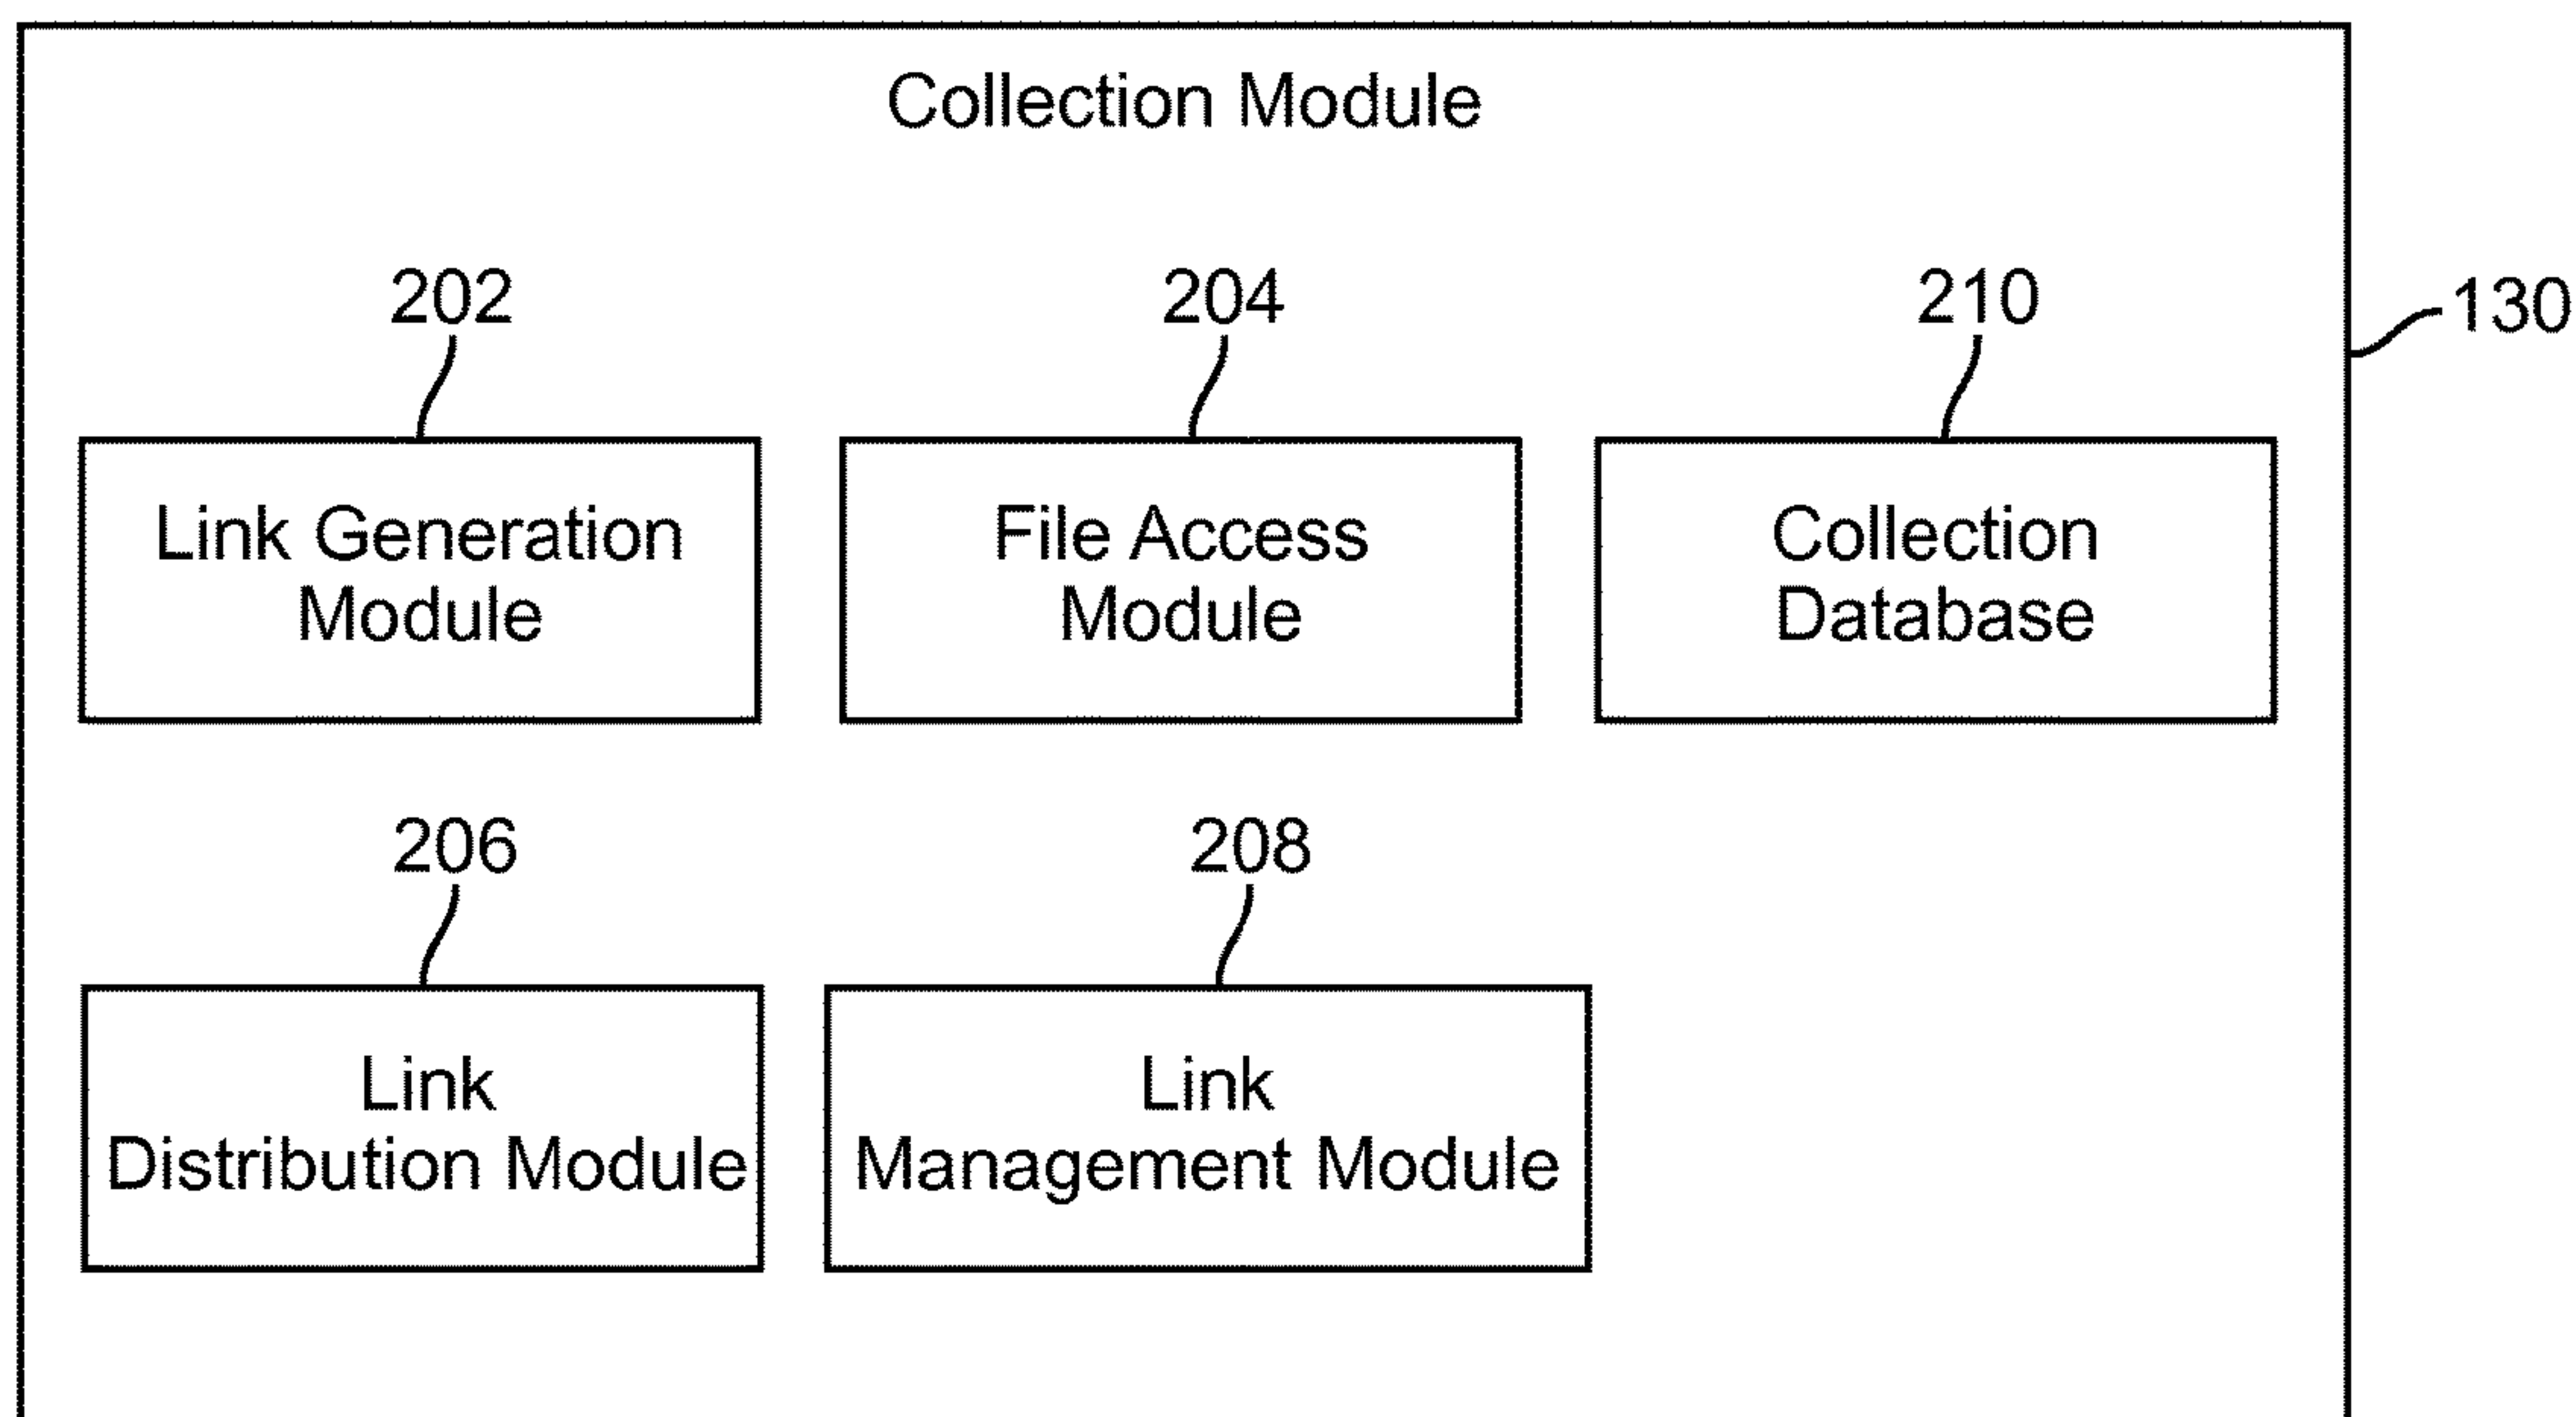 Collection Module
202
204
210
130
Link Generation
Module
File Access
Module
Collection
Database
206
208
Link
Distribution Module
Link
Management Module